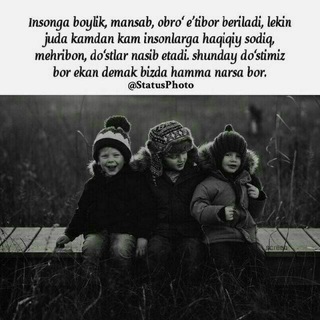 Insonga boylik, mansab, obro' e'tibor beriladi, lekin
juda kamdan kam insonlarga haqiqiy sodiq,
mehribon, do'stlar nasib etadi. shunday do'stimiz
bor ekan demak bizda hamma narsa bor.
@StatusPhoto